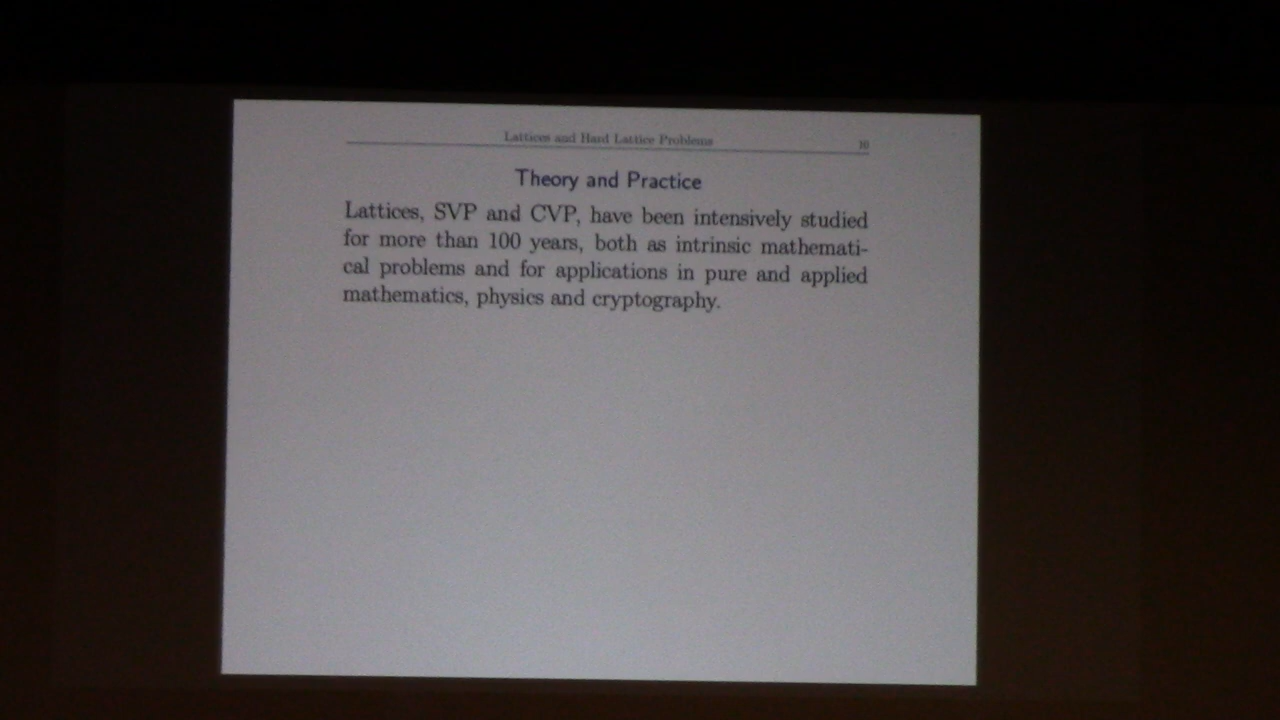 Lattices and Hard Lattice Problems 10
Theory and Practice
Lattices, SVP and CVP, have been intensively studied
for more than 100 years, both as intrinsic mathemati-
cal problems and for applications in pure and applied
mathematics, physics and cryptography.